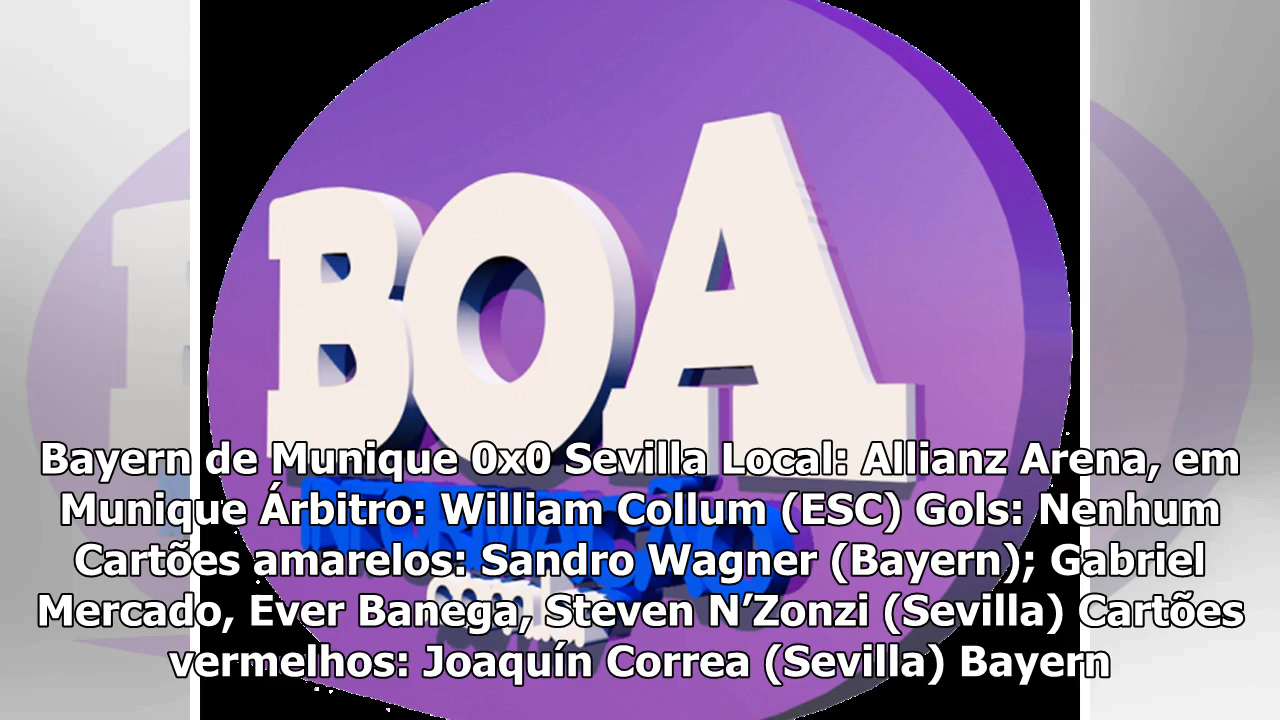 BOA
Bayern de Munique 0x0 Sevilla Local: Allianz Arena, em
Munique Árbitro: William Collum (ESC) Gols: Nenhum
Cartões amarelos: Sandro Wagner (Bayern); Gabriel
Mercado, Ever Banega, Steven N’Zonzi (Sevilla) Cartões
vermelhos: Joaquín Correa (Sevilla) Bayern